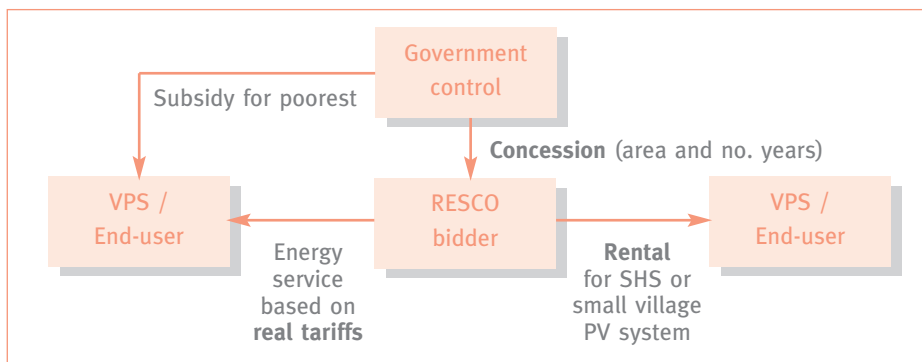 Government
control
Subsidy for poorest
Concession (area and no. years)
VPS /
End-user
RESCO
bidder
VPS /
End-user
Energy
service
based on
real tariffs
Rental
for SHS or
small village
PV system